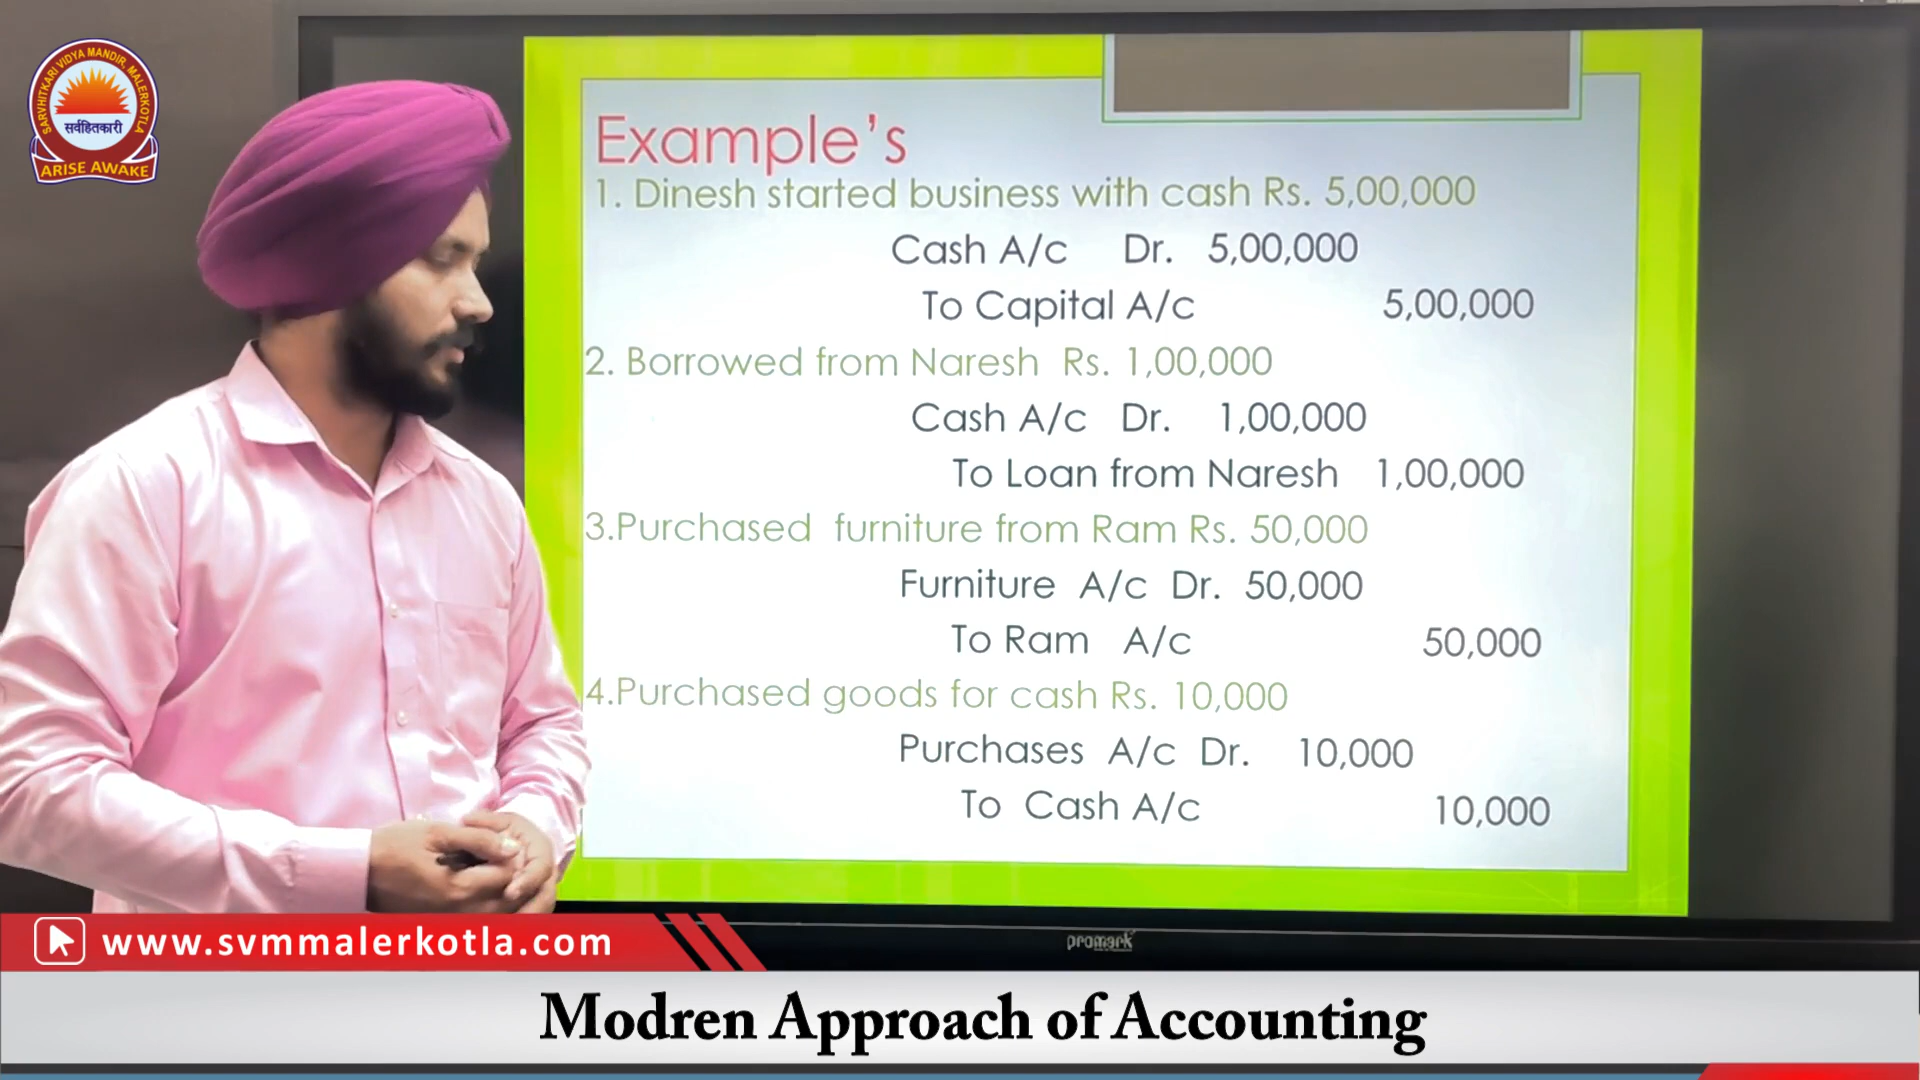 SARVHITKARI VIDYA MANDIR, MALERKOTLA
सर्वहितकारी
ARISE AWAKE
Example's
1. Dinesh started business with cash Rs. 5,00,000
Cash A/c Dr. 5,00,000
To Capital A/c 5,00,000
2. Borrowed from Naresh Rs. 1,00,000
Cash A/c Dr. 1,00,000
To Loan from Naresh 1,00,000
3.Purchased furniture from Ram Rs. 50,000
Furniture A/c Dr. 50,000
To Ram A/c 50,000
4.Purchased goods for cash Rs. 10,000
Purchases A/c Dr. 10,000
To Cash A/c 10,000
promark
www.svmmalerkotla.com
Modren Approach of Accounting